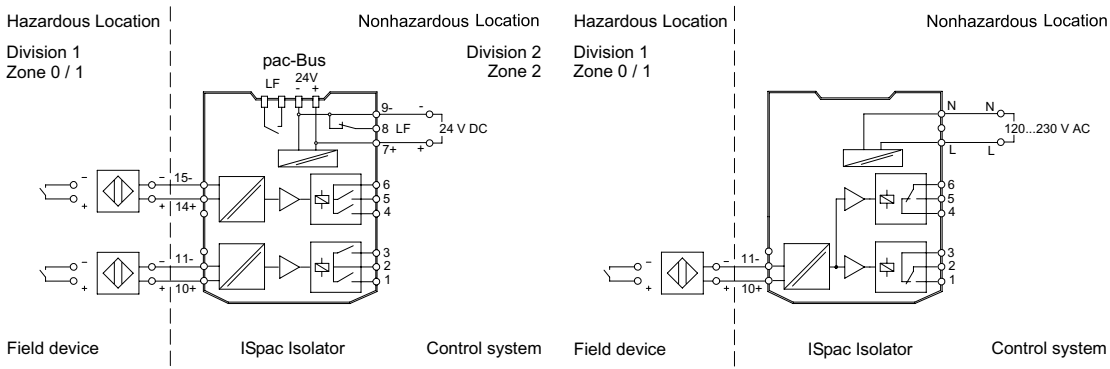 Hazardous Location
Nonhazardous Location
Division 1
Zone 0 / 1
Division 2
Zone 2
pac-Bus
LF
24V
- +
9-
-
8 LF
24 V DC
7+
+
- - 15-
+ + 14+
6
5
4
- - 11-
+ + 10+
3
2
1
Field device
ISpac Isolator
Control system
Hazardous Location
Nonhazardous Location
Division 1
Zone 0 / 1
N
N
120...230 V AC
L
L
6
5
4
- - 11-
+ + 10+
3
2
1
Field device
ISpac Isolator
Control system